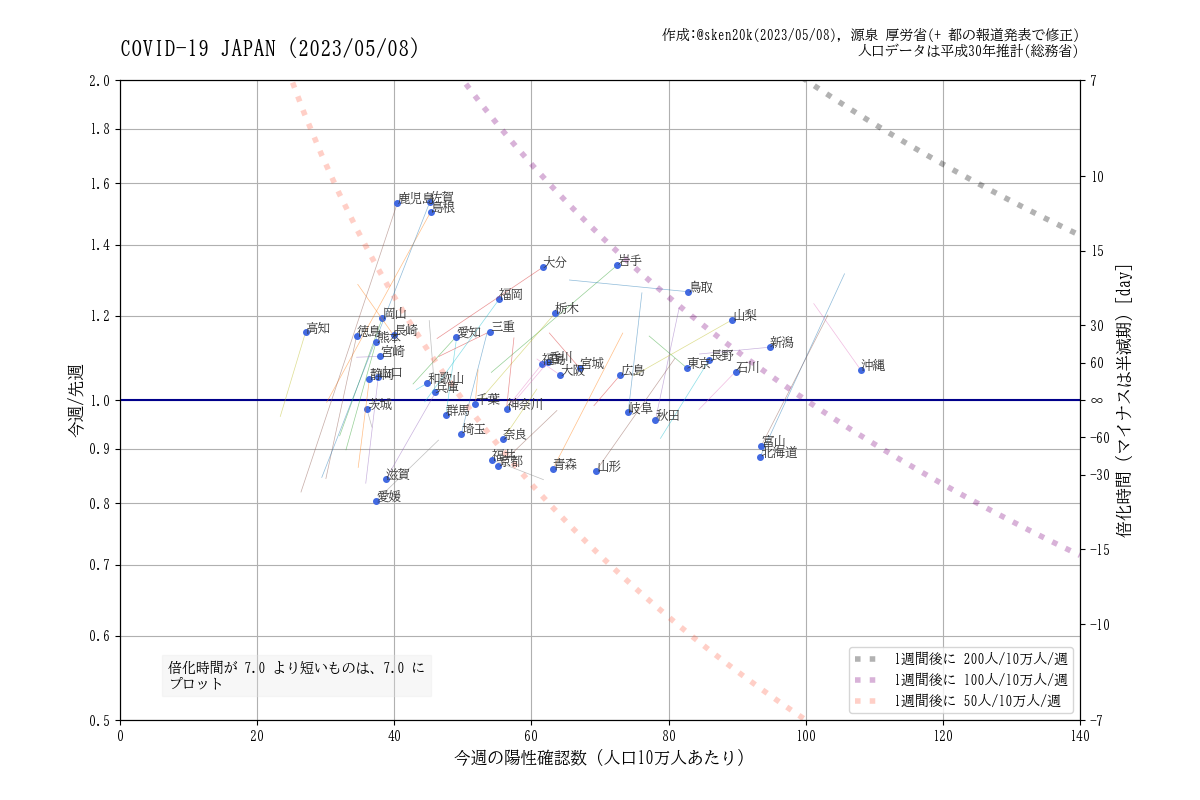 COVID-19 JAPAN (2023/05/08)
作成:@sken20k(2023/05/08), 源泉 厚労省(+ 都の報道発表で修正)
人口データは平成30年推計(総務省)
2.0
1.8
1.6
1.4
1.2
1.0
0.9
0.8
0.7
0.6
0.5
今週/先週
7
10
15
30
60
∞
-60
-30
-15
-10
-7
倍化時間 (マイナスは半減期) [day]
鹿児島
佐賀
島根
大分
岩手
福岡
鳥取
栃木
山梨
岡山
高知
徳島
長崎
熊本
愛知
三重
宮崎
新潟
長野
香川
宮城
大阪
東京
石川
沖縄
広島
静岡
山口
和歌山
兵庫
茨城
千葉
神奈川
群馬
岐阜
秋田
埼玉
奈良
富山
北海道
福井
京都
青森
山形
滋賀
愛媛
倍化時間が 7.0 より短いものは、7.0 に
プロット
1週間後に 200人/10万人/週
1週間後に 100人/10万人/週
1週間後に 50人/10万人/週
0
20
40
60
80
100
120
140
今週の陽性確認数 (人口10万人あたり)